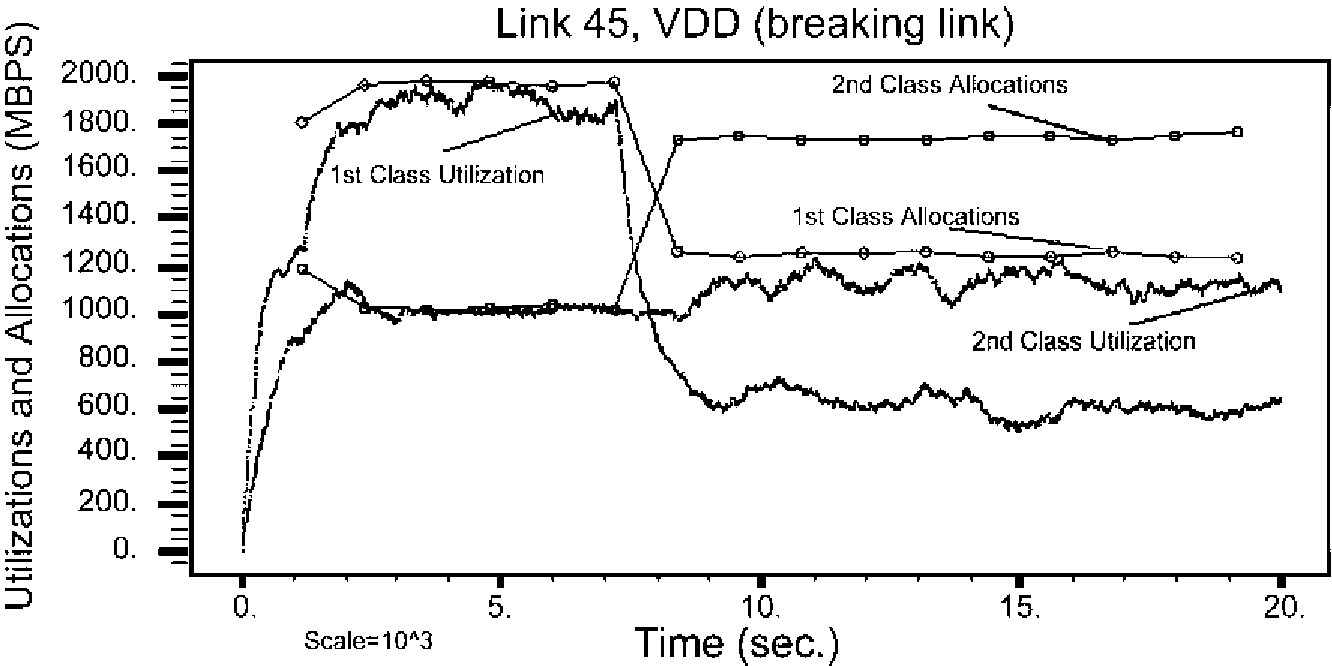 Link 45, VDD (breaking link)
Utilizations and Allocations (MBPS)
2000.
1800.
1600.
1400.
1200.
1000.
800.
600.
400.
200.
0.
2nd Class Allocations
1st Class Utilization
1st Class Allocations
2nd Class Utilization
0.
5.
10.
15.
20.
Scale=10^3
Time (sec.)